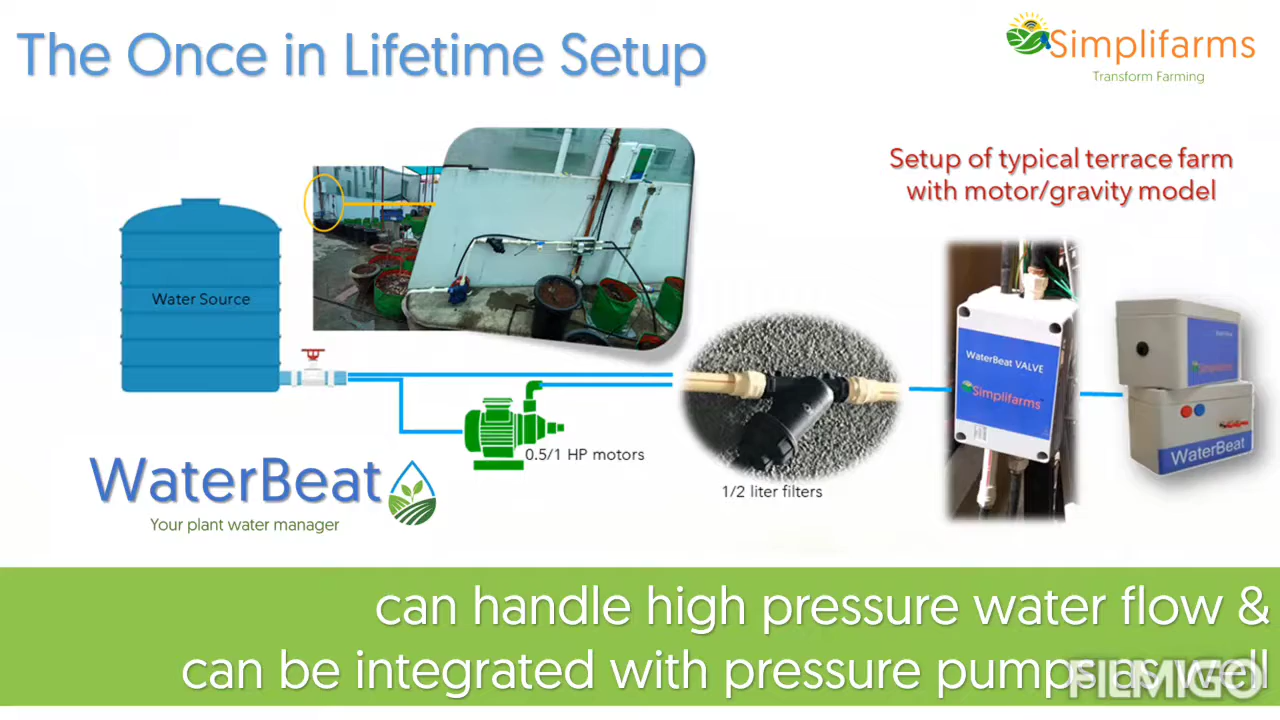 The Once in Lifetime Setup
Simplifarms
Transform Farming
Setup of typical terrace farm
with motor/gravity model
Water Source
WaterBeat VALVE
Simplifarms
WaterBeat
0.5/1 HP motors
1/2 liter filters
WaterBeat
Your plant water manager
can handle high pressure water flow &
can be integrated with pressure pumps as well
FILMIGO